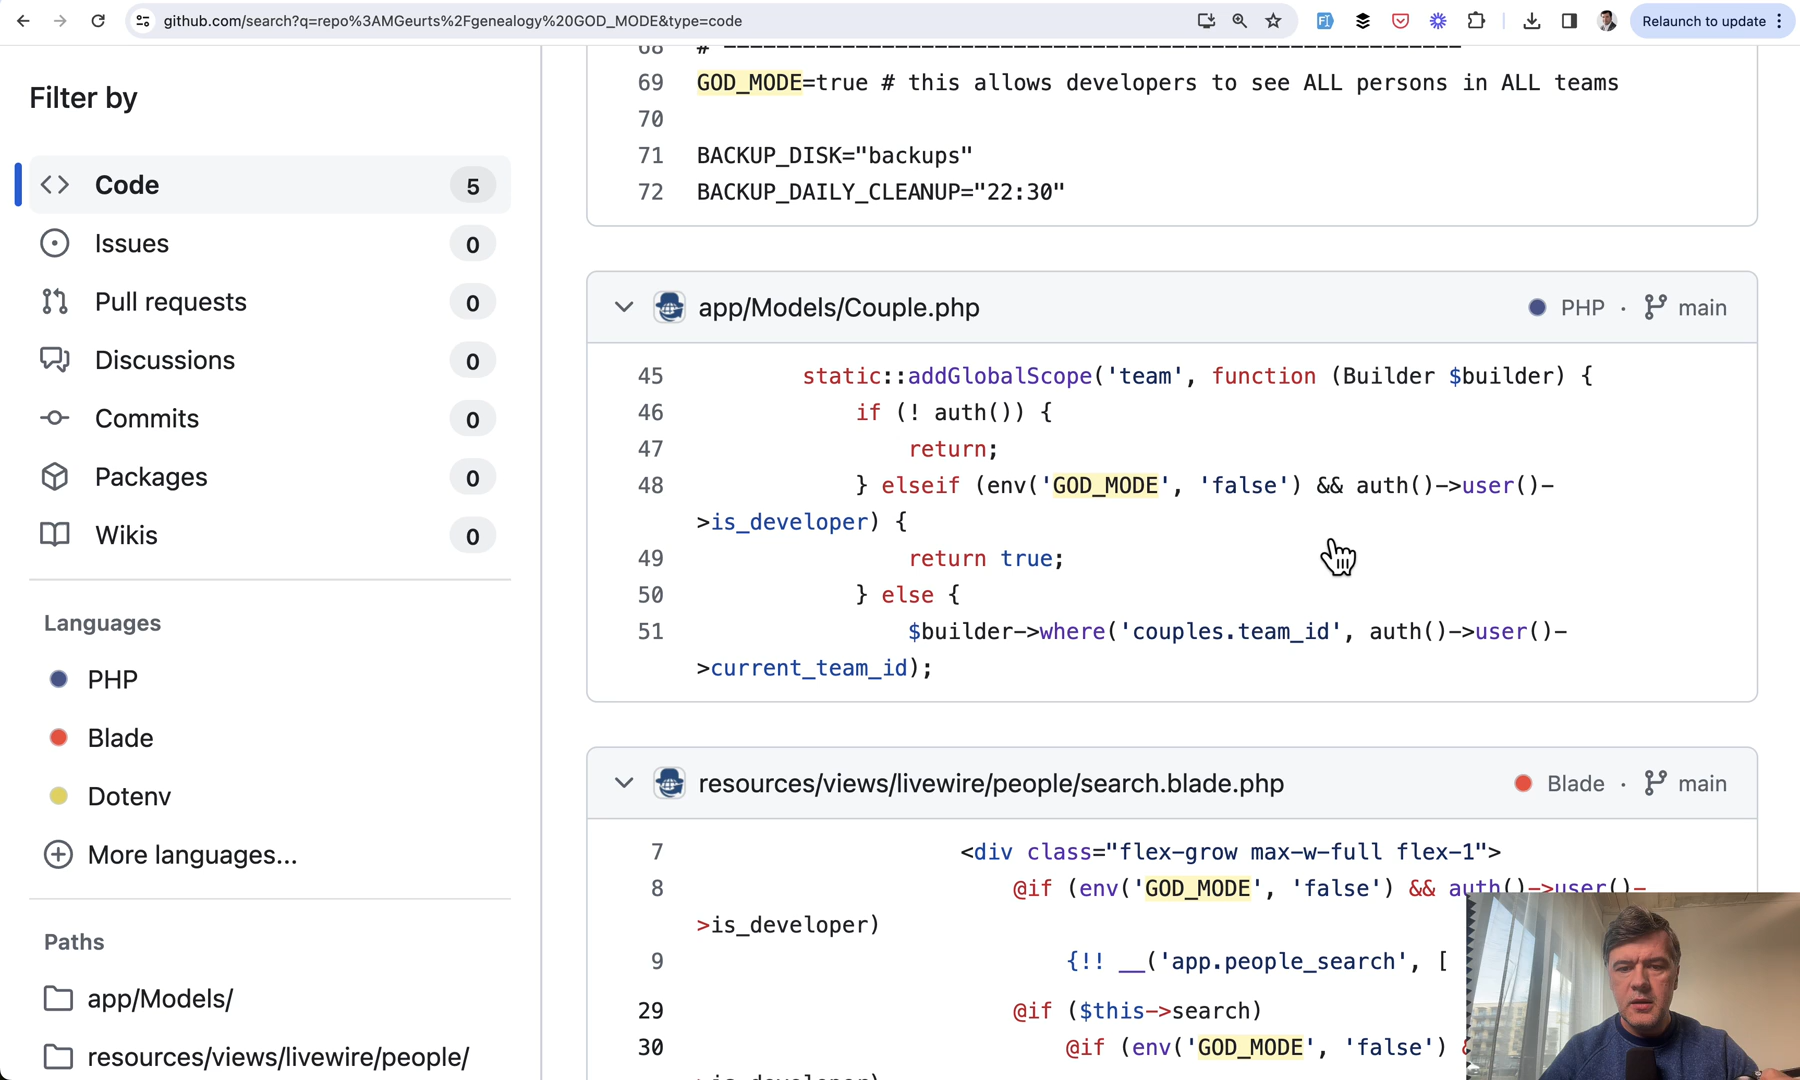 github.com/search?q=repo%3AMGeurts%2Fgenealogy%20GOD_MODE&type=code
Relaunch to update
Filter by
Code 5
Issues 0
Pull requests 0
Discussions 0
Commits 0
Packages 0
Wikis 0
Languages
PHP
Blade
Dotenv
More languages...
Paths
app/Models/
resources/views/livewire/people/
68 # --------------------------------------------------------
69 GOD_MODE=true # this allows developers to see ALL persons in ALL teams
70
71 BACKUP_DISK="backups"
72 BACKUP_DAILY_CLEANUP="22:30"
app/Models/Couple.php PHP · main
45 static::addGlobalScope('team', function (Builder $builder) {
46 if (! auth()) {
47 return;
48 } elseif (env('GOD_MODE', 'false') && auth()->user()-
>is_developer) {
49 return true;
50 } else {
51 $builder->where('couples.team_id', auth()->user()-
>current_team_id);
resources/views/livewire/people/search.blade.php Blade · main
7 <div class="flex-grow max-w-full flex-1">
8 @if (env('GOD_MODE', 'false') && auth()->user()-
>is_developer)
9 {!! __('app.people_search', [
29 @if ($this->search)
30 @if (env('GOD_MODE', 'false')
>is_developer)